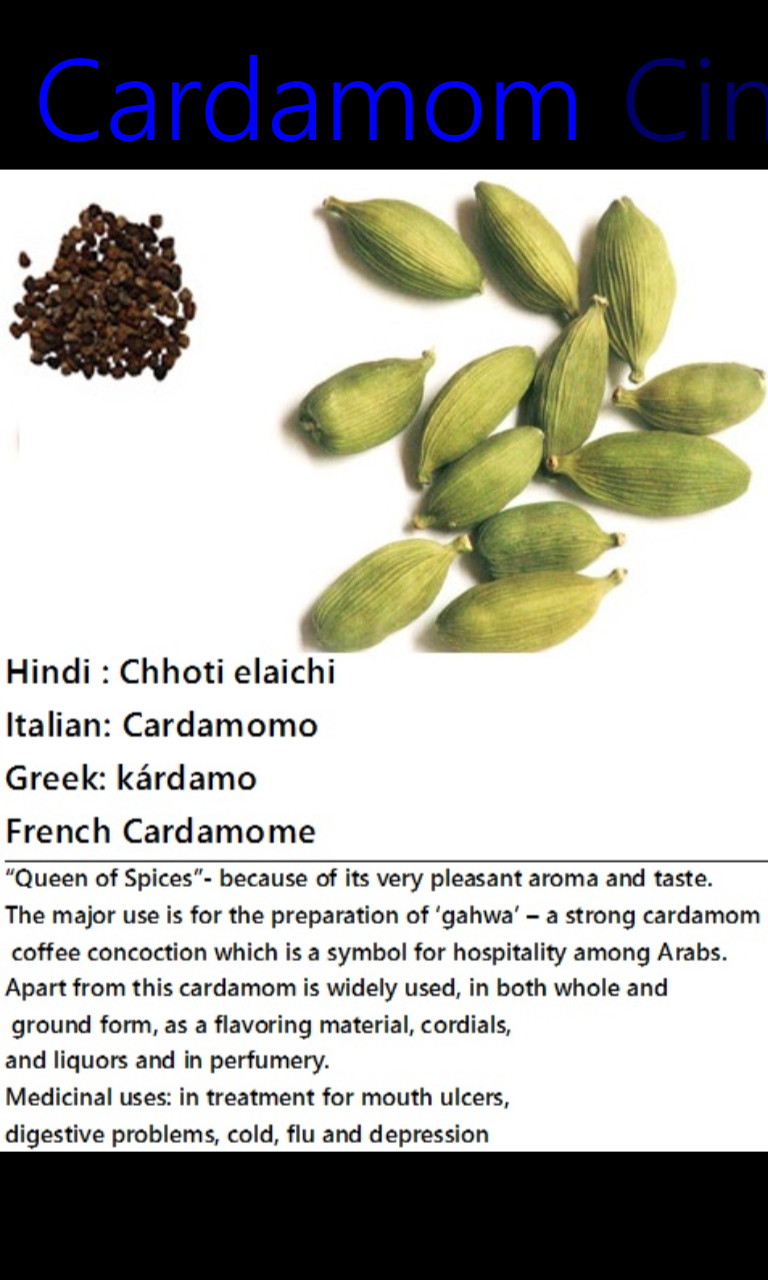 Cardamom Cin
Hindi : Chhoti elaichi
Italian: Cardamomo
Greek: kárdamo
French Cardamome
“Queen of Spices”- because of its very pleasant aroma and taste.
The major use is for the preparation of ‘gahwa’ – a strong cardamom
coffee concoction which is a symbol for hospitality among Arabs.
Apart from this cardamom is widely used, in both whole and
ground form, as a flavoring material, cordials,
and liquors and in perfumery.
Medicinal uses: in treatment for mouth ulcers,
digestive problems, cold, flu and depression